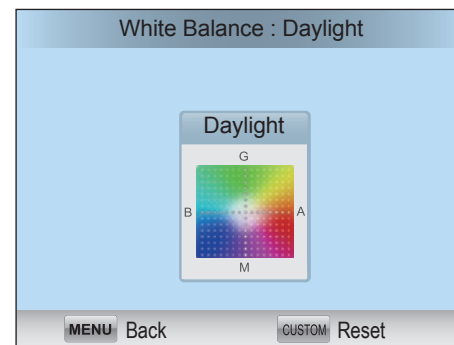 White Balance : Daylight
Daylight
G
B A
M
MENU Back CUSTOM Reset